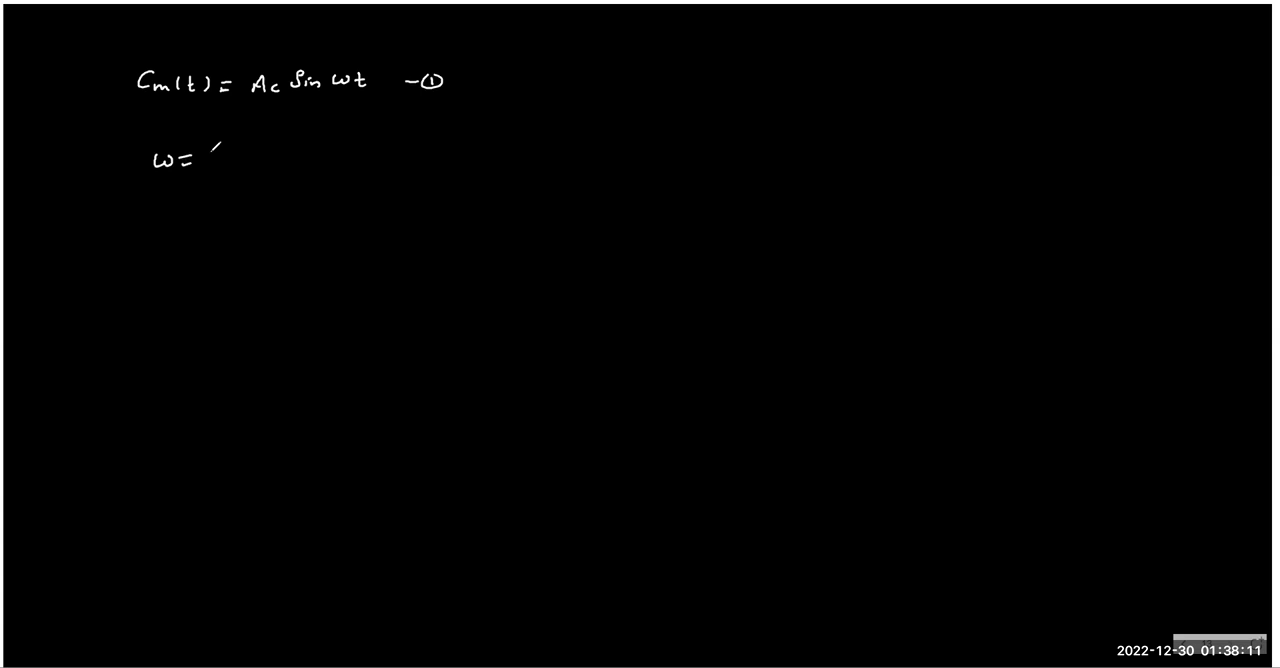 Cm(t) = Ac Sin ωt –①
ω =
2022-12-30 01:38:11